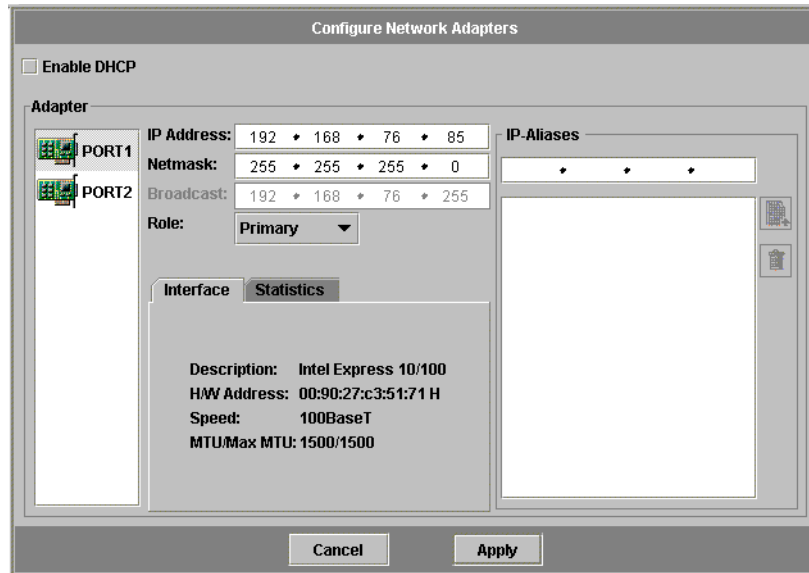 Configure Network Adapters
Enable DHCP
Adapter
PORT1
PORT2
IP Address: 192 . 168 . 76 . 85
Netmask: 255 . 255 . 255 . 0
Broadcast: 192 . 168 . 76 . 255
Role: Primary
Interface Statistics
Description: Intel Express 10/100
H/W Address: 00:90:27:c3:51:71 H
Speed: 100BaseT
MTU/Max MTU: 1500/1500
IP-Aliases
. . .
Cancel Apply